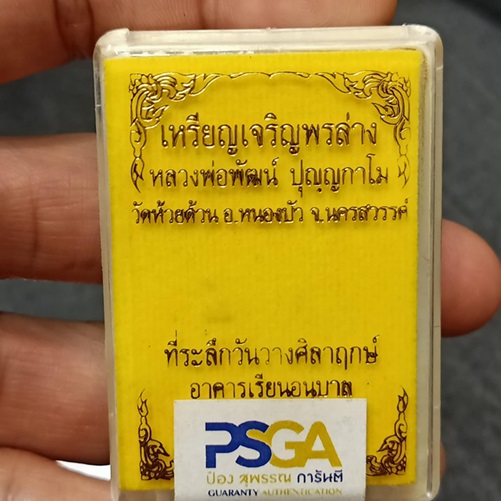 เหรียญเจริญพรล่าง
หลวงพ่อพัฒน์ ปุญฺญกาโม
วัดห้วยด้วน อ.หนองบัว จ.นครสวรรค์
ที่ระลึกวันวางศิลาฤกษ์
อาคารเรียนอนุบาล
PSGA
ป๋อง สุพรรณ การันตี
GUARANTY AUTHENTICATION